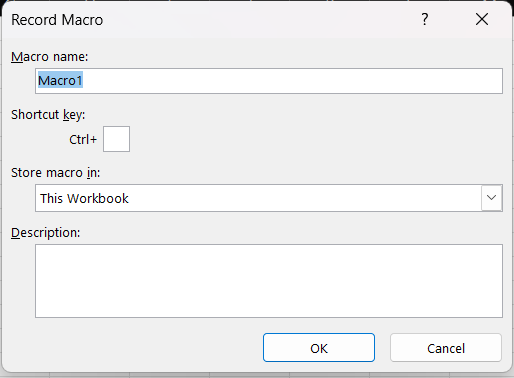 Record Macro ?
Macro name:
Macro1
Shortcut key:
Ctrl+
Store macro in:
This Workbook
Description:
OK Cancel